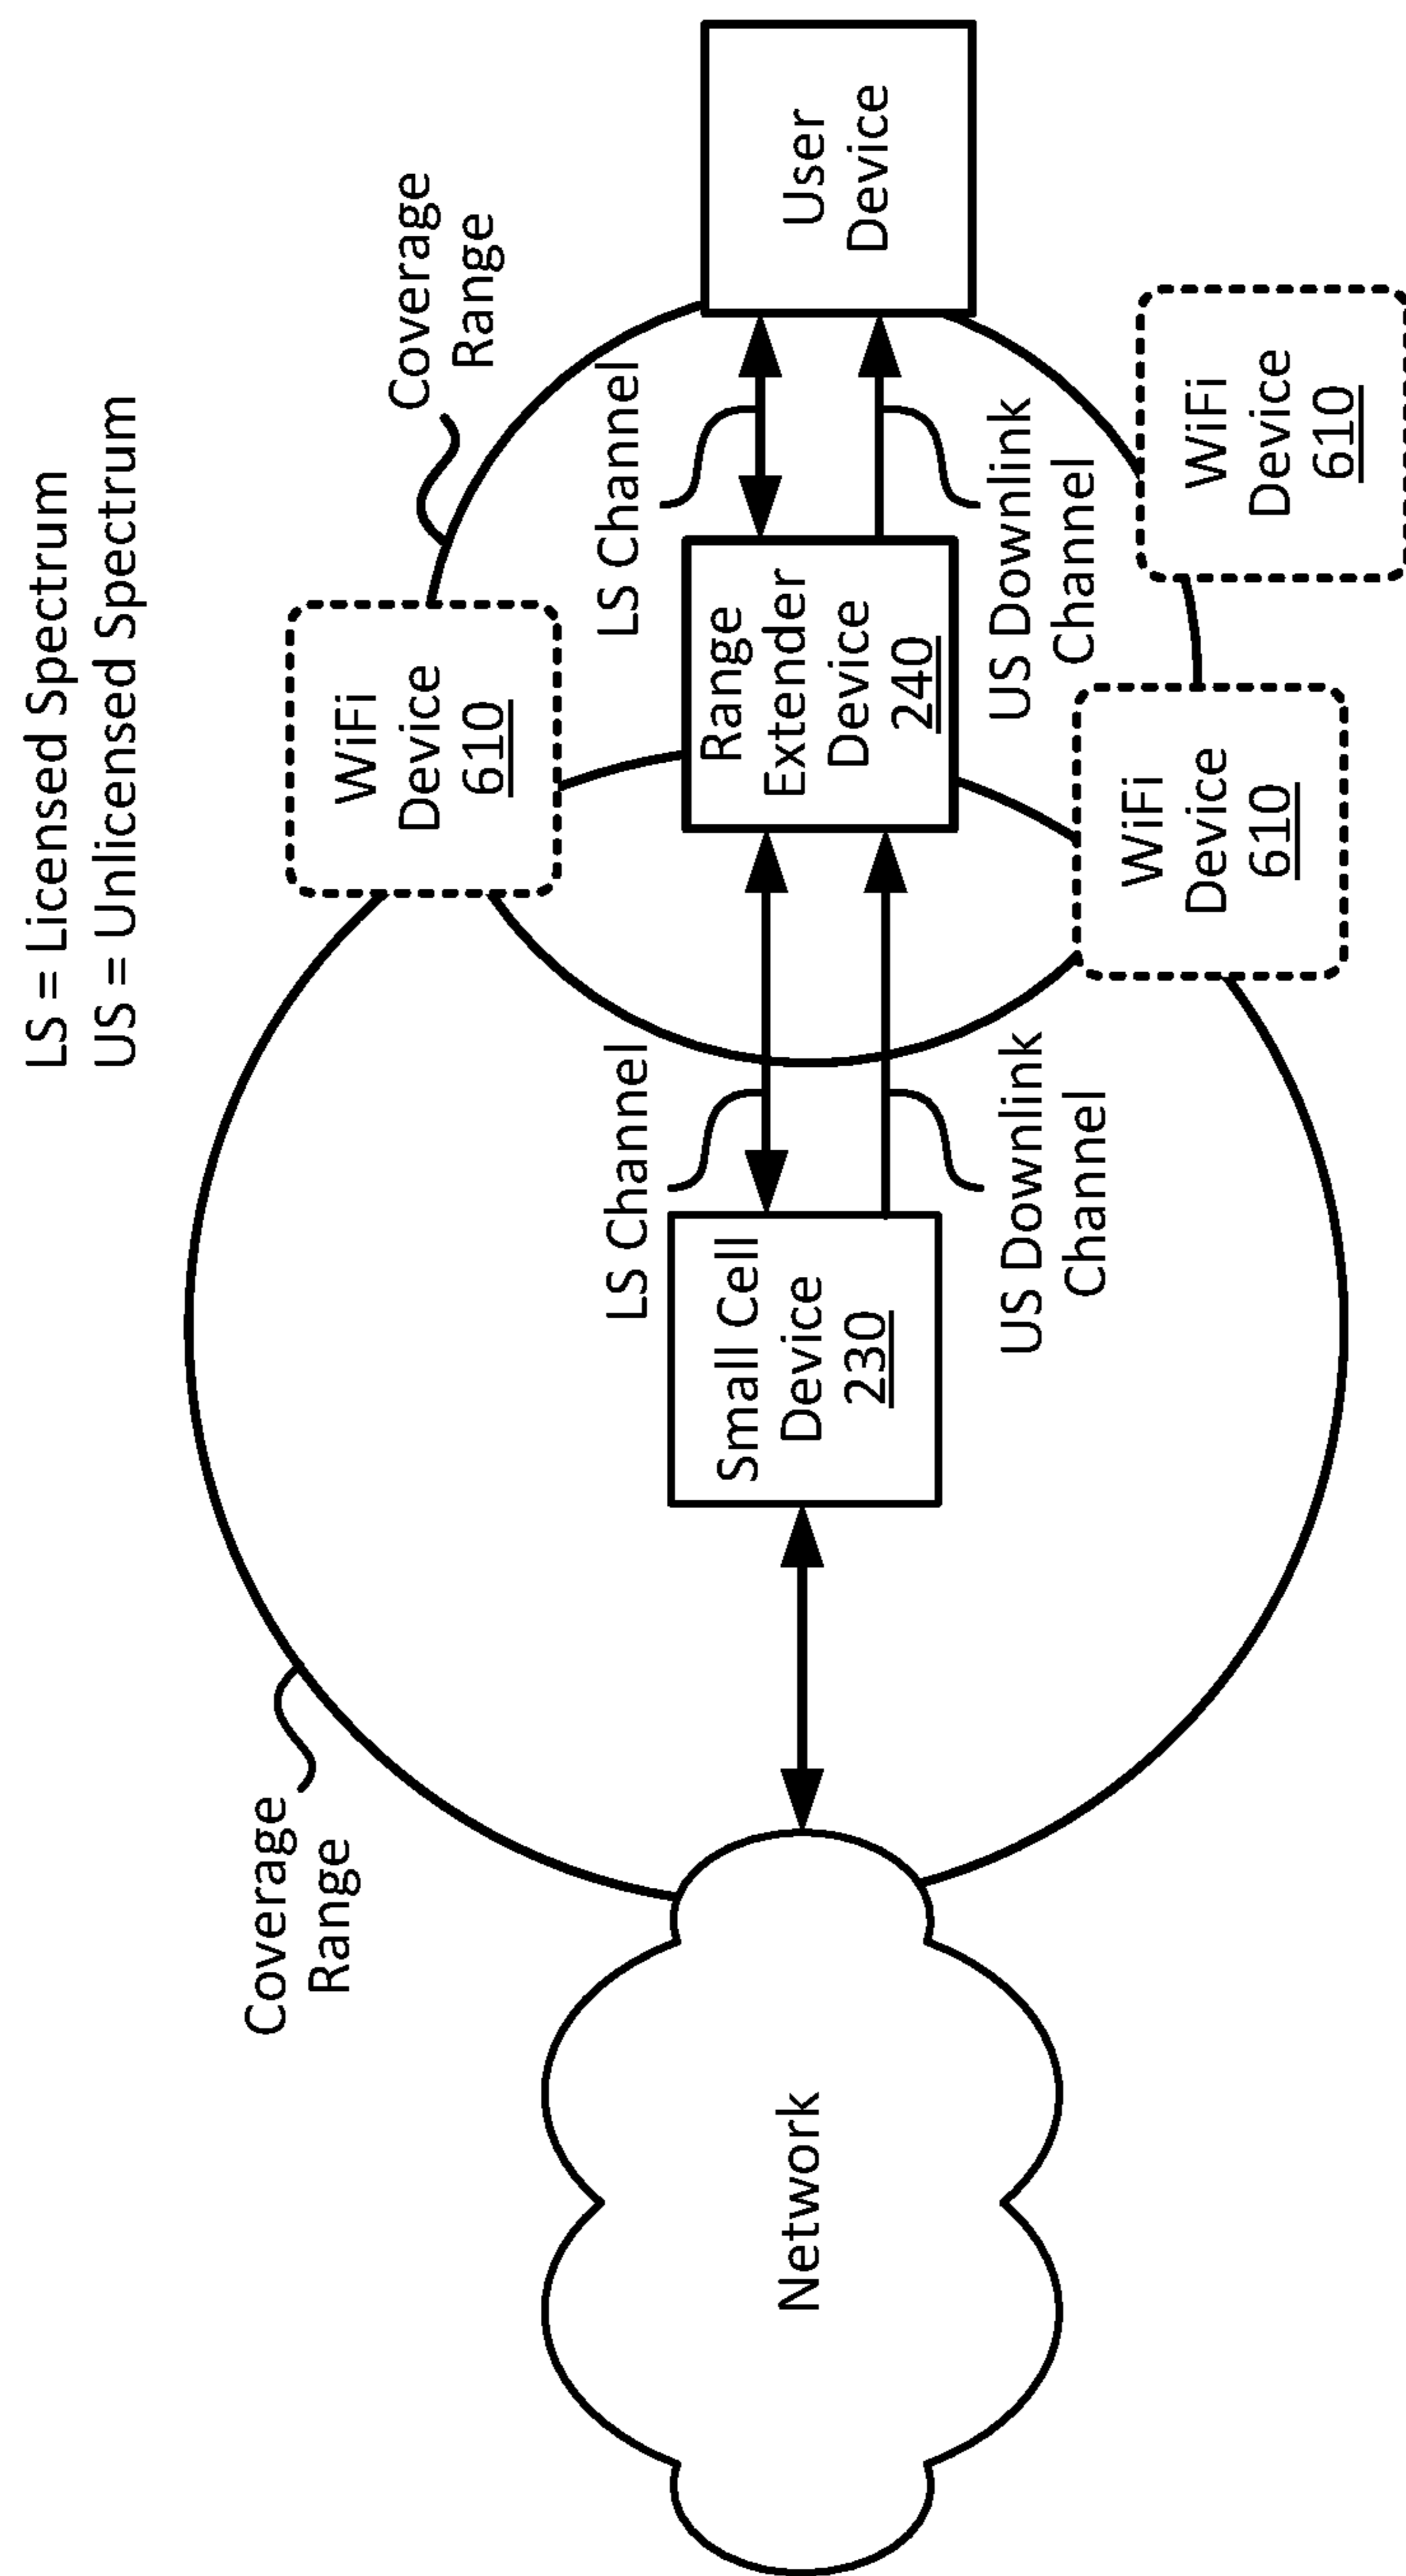 LS = Licensed Spectrum
US = Unlicensed Spectrum
Coverage
Range
Coverage
Range
WiFi
Device
610
LS Channel
LS Channel
Network
Small Cell
Device
230
Range
Extender
Device
240
User
Device
US Downlink
Channel
US Downlink
Channel
WiFi
Device
610
WiFi
Device
610